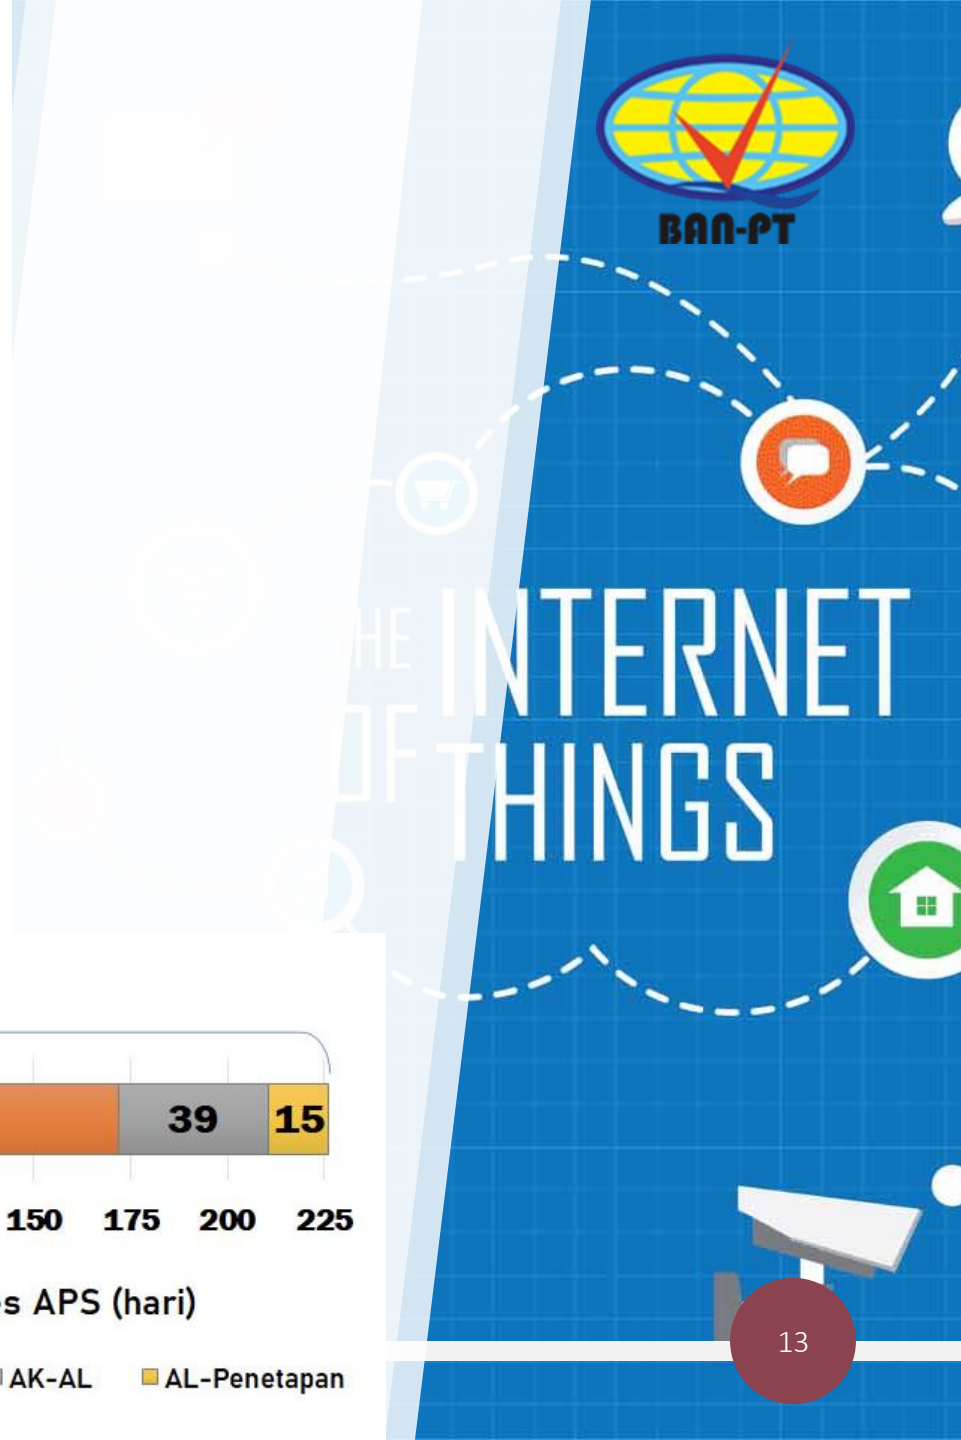 BAN-PT
THE INTERNET
OF THINGS
39 15
150 175 200 225
s APS (hari)
AK-AL AL-Penetapan
13